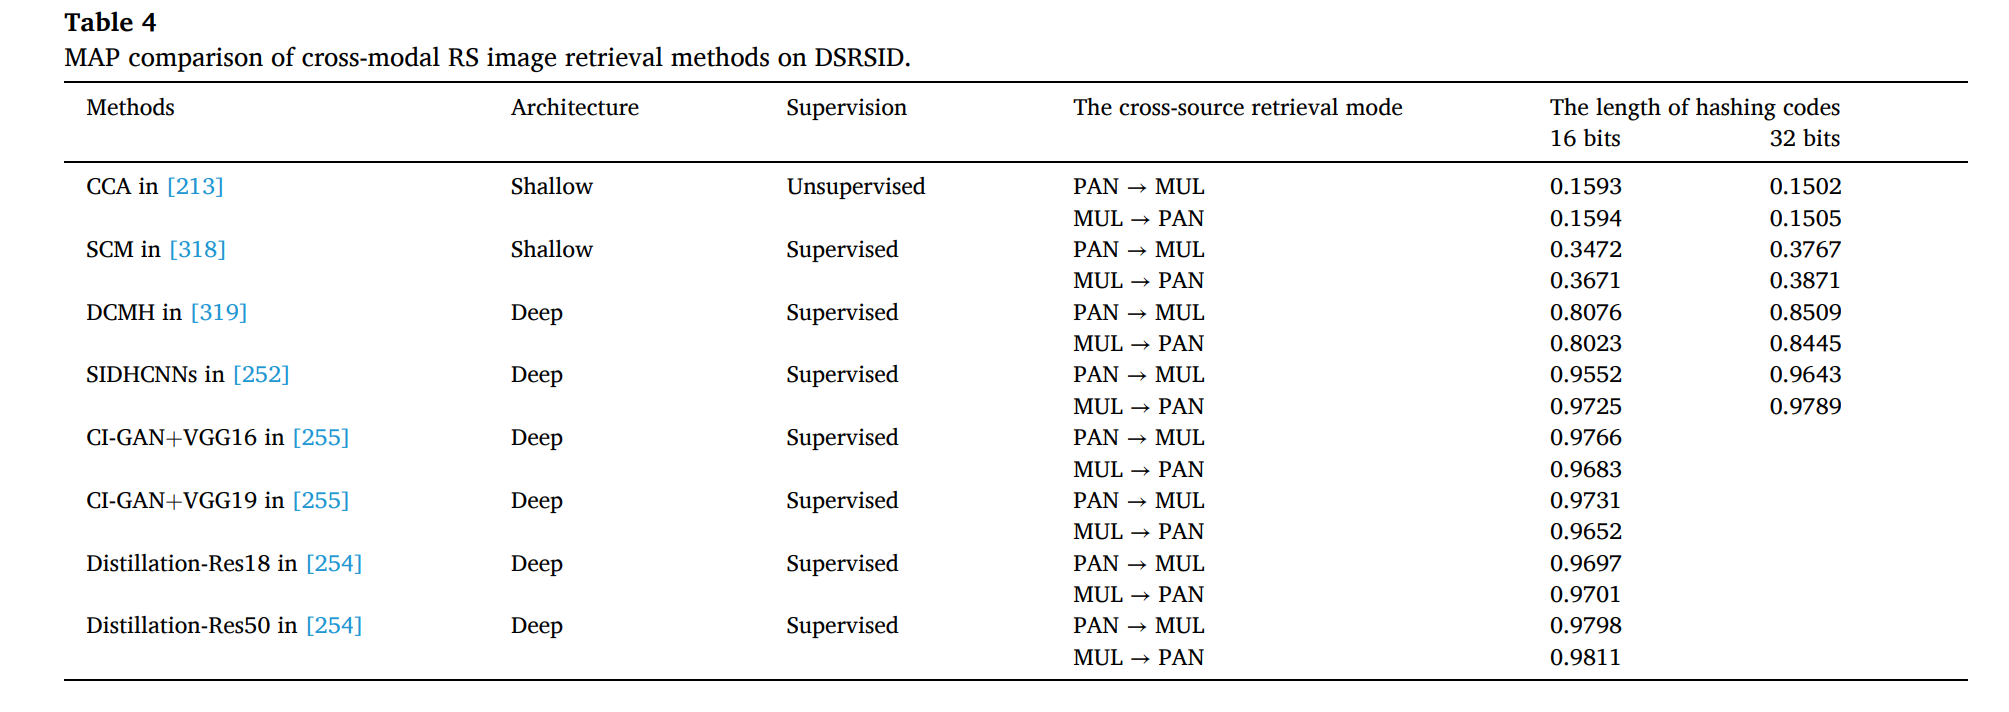 Table 4
MAP comparison of cross-modal RS image retrieval methods on DSRSID.
Methods Architecture Supervision The cross-source retrieval mode The length of hashing codes
16 bits 32 bits
CCA in [213] Shallow Unsupervised PAN → MUL 0.1593 0.1502
MUL → PAN 0.1594 0.1505
SCM in [318] Shallow Supervised PAN → MUL 0.3472 0.3767
MUL → PAN 0.3671 0.3871
DCMH in [319] Deep Supervised PAN → MUL 0.8076 0.8509
MUL → PAN 0.8023 0.8445
SIDHCNNs in [252] Deep Supervised PAN → MUL 0.9552 0.9643
MUL → PAN 0.9725 0.9789
CI-GAN+VGG16 in [255] Deep Supervised PAN → MUL 0.9766
MUL → PAN 0.9683
CI-GAN+VGG19 in [255] Deep Supervised PAN → MUL 0.9731
MUL → PAN 0.9652
Distillation-Res18 in [254] Deep Supervised PAN → MUL 0.9697
MUL → PAN 0.9701
Distillation-Res50 in [254] Deep Supervised PAN → MUL 0.9798
MUL → PAN 0.9811